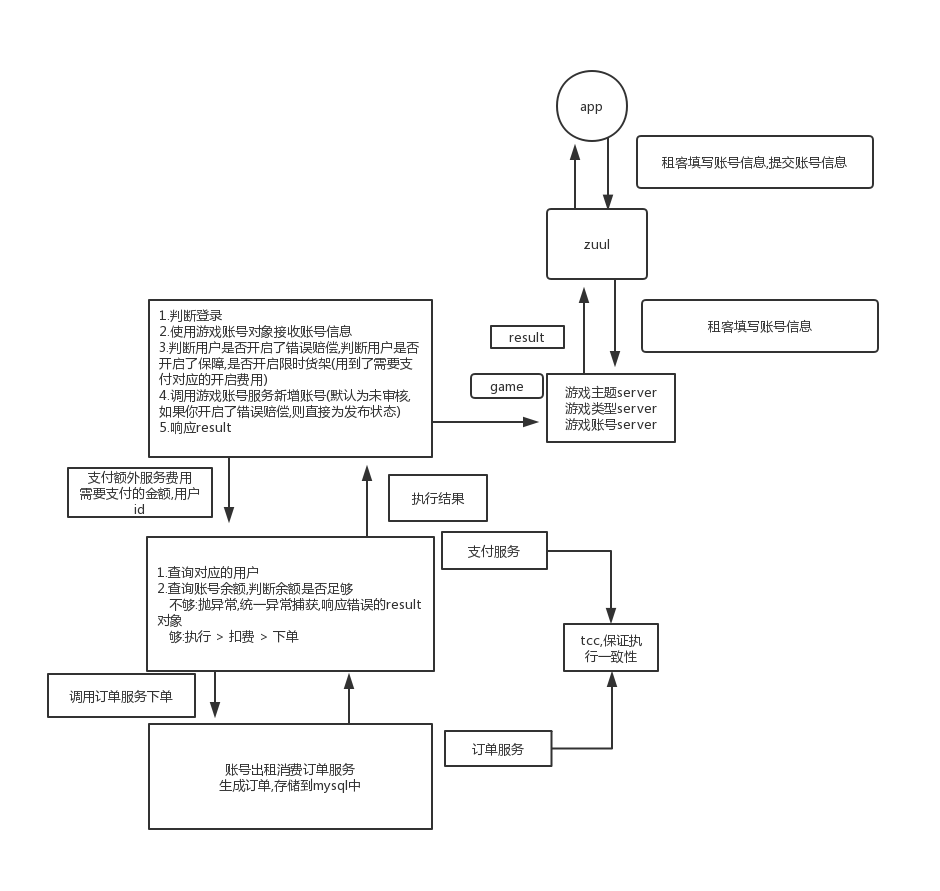 app
租客填写账号信息,提交账号信息
zuul
租客填写账号信息
result
game
游戏主题server
游戏类型server
游戏账号server
1.判断登录
2.使用游戏账号对象接收账号信息
3.判断用户是否开启了错误赔偿,判断用户是否
开启了保障,是否开启限时货架(用到了需要支
付对应的开启费用)
4.调用游戏账号服务新增账号(默认为未审核,
如果你开启了错误赔偿,则直接为发布状态)
5.响应result
支付额外服务费用
需要支付的金额,用户
id
执行结果
支付服务
1.查询对应的用户
2.查询账号余额,判断余额是否足够
不够:抛异常,统一异常捕获,响应错误的result
对象
够:执行 > 扣费 > 下单
tcc,保证执
行一致性
调用订单服务下单
订单服务
账号出租消费订单服务
生成订单,存储到mysql中